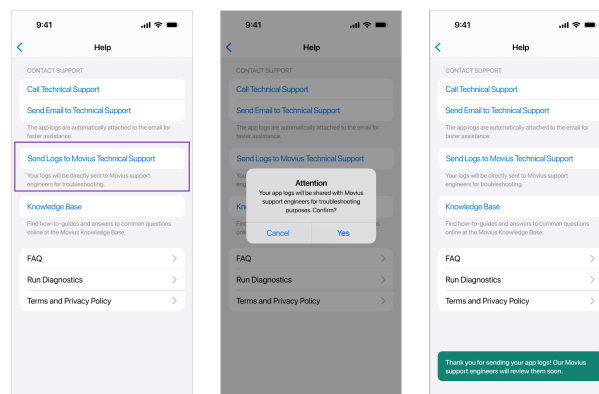 9:41
Help
CONTACT SUPPORT
Call Technical Support
Send Email to Technical Support
The app logs are automatically attached to the email for
faster assistance.
Send Logs to Movius Technical Support
Your logs will be directly sent to Movius support
engineers for troubleshooting.
Knowledge Base
Find how-to-guides and answers to common questions
online at the Movius Knowledge Base.
FAQ
Run Diagnostics
Terms and Privacy Policy
9:41
Help
CONTACT SUPPORT
Call Technical Support
Send Email to Technical Support
The app logs are automatically attached to the email for
faster assistance.
Send Logs to Movius Technical Support
Attention
Your app logs will be shared with Movius
support engineers for troubleshooting
purposes. Confirm?
Cancel
Yes
FAQ
Run Diagnostics
Terms and Privacy Policy
9:41
Help
CONTACT SUPPORT
Call Technical Support
Send Email to Technical Support
The app logs are automatically attached to the email for
faster assistance.
Send Logs to Movius Technical Support
Your logs will be directly sent to Movius support
engineers for troubleshooting.
Knowledge Base
Find how-to-guides and answers to common questions
online at the Movius Knowledge Base.
FAQ
Run Diagnostics
Terms and Privacy Policy
Thank you for sending your app logs! Our Movius
support engineers will review them soon.